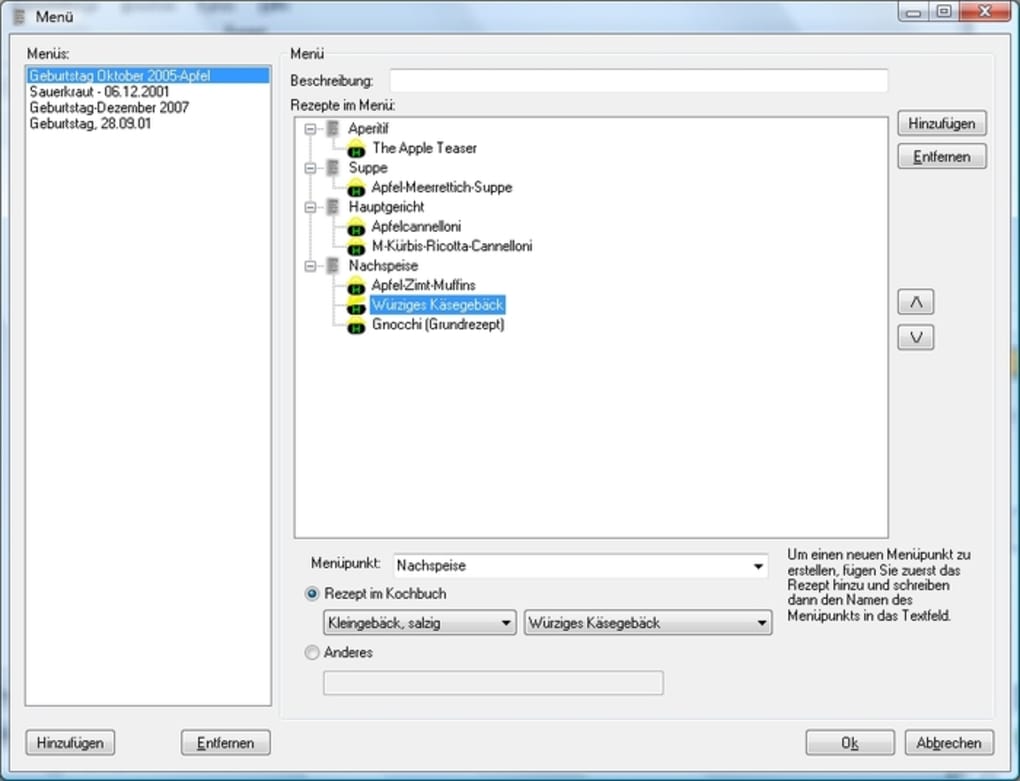 Menü
Menüs:
Geburtstag Oktober 2005-Apfel
Sauerkraut - 06.12.2001
Geburtstag-Dezember 2007
Geburtstag, 28.09.01
Menü
Beschreibung:
Rezepte im Menü:
Aperitif
The Apple Teaser
Suppe
Apfel-Meerrettich-Suppe
Hauptgericht
Apfelcannelloni
M-Kürbis-Ricotta-Cannelloni
Nachspeise
Apfel-Zimt-Muffins
Würziges Käsegebäck
Gnocchi (Grundrezept)
Hinzufügen
Entfernen
Menüpunkt: Nachspeise
Rezept im Kochbuch
Kleingebäck, salzig Würziges Käsegebäck
Anderes
Um einen neuen Menüpunkt zu
erstellen, fügen Sie zuerst das
Rezept hinzu und schreiben
dann den Namen des
Menüpunkts in das Textfeld.
Hinzufügen Entfernen Ok Abbrechen